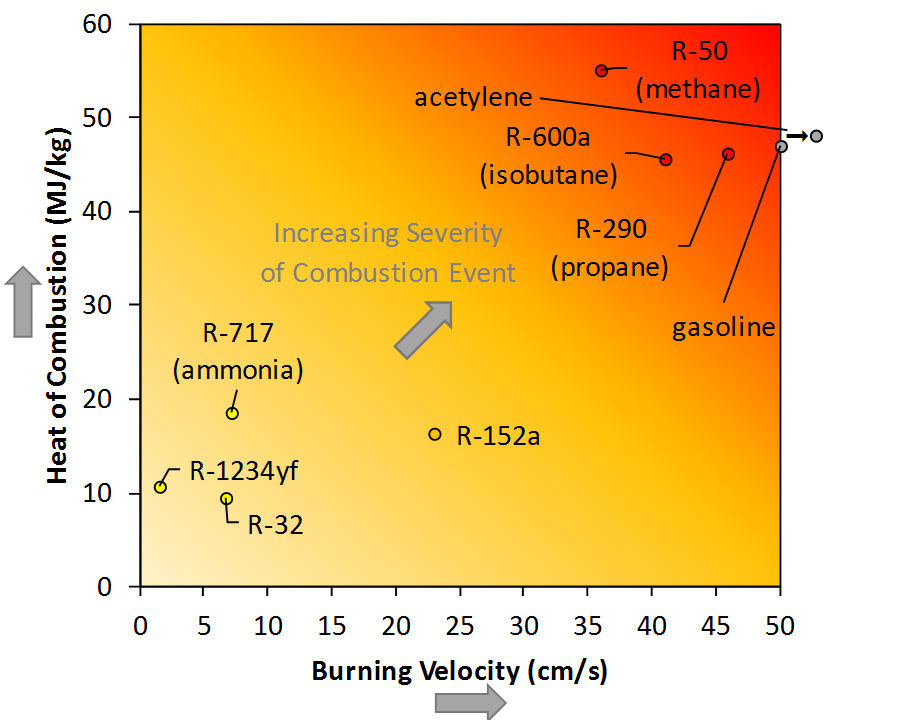 60
50
40
30
20
10
0
Heat of Combustion (MJ/kg)
R-50
(methane)
acetylene
R-600a
(isobutane)
R-290
(propane)
Increasing Severity
of Combustion Event
gasoline
R-717
(ammonia)
R-152a
R-1234yf
R-32
0 5 10 15 20 25 30 35 40 45 50
Burning Velocity (cm/s)